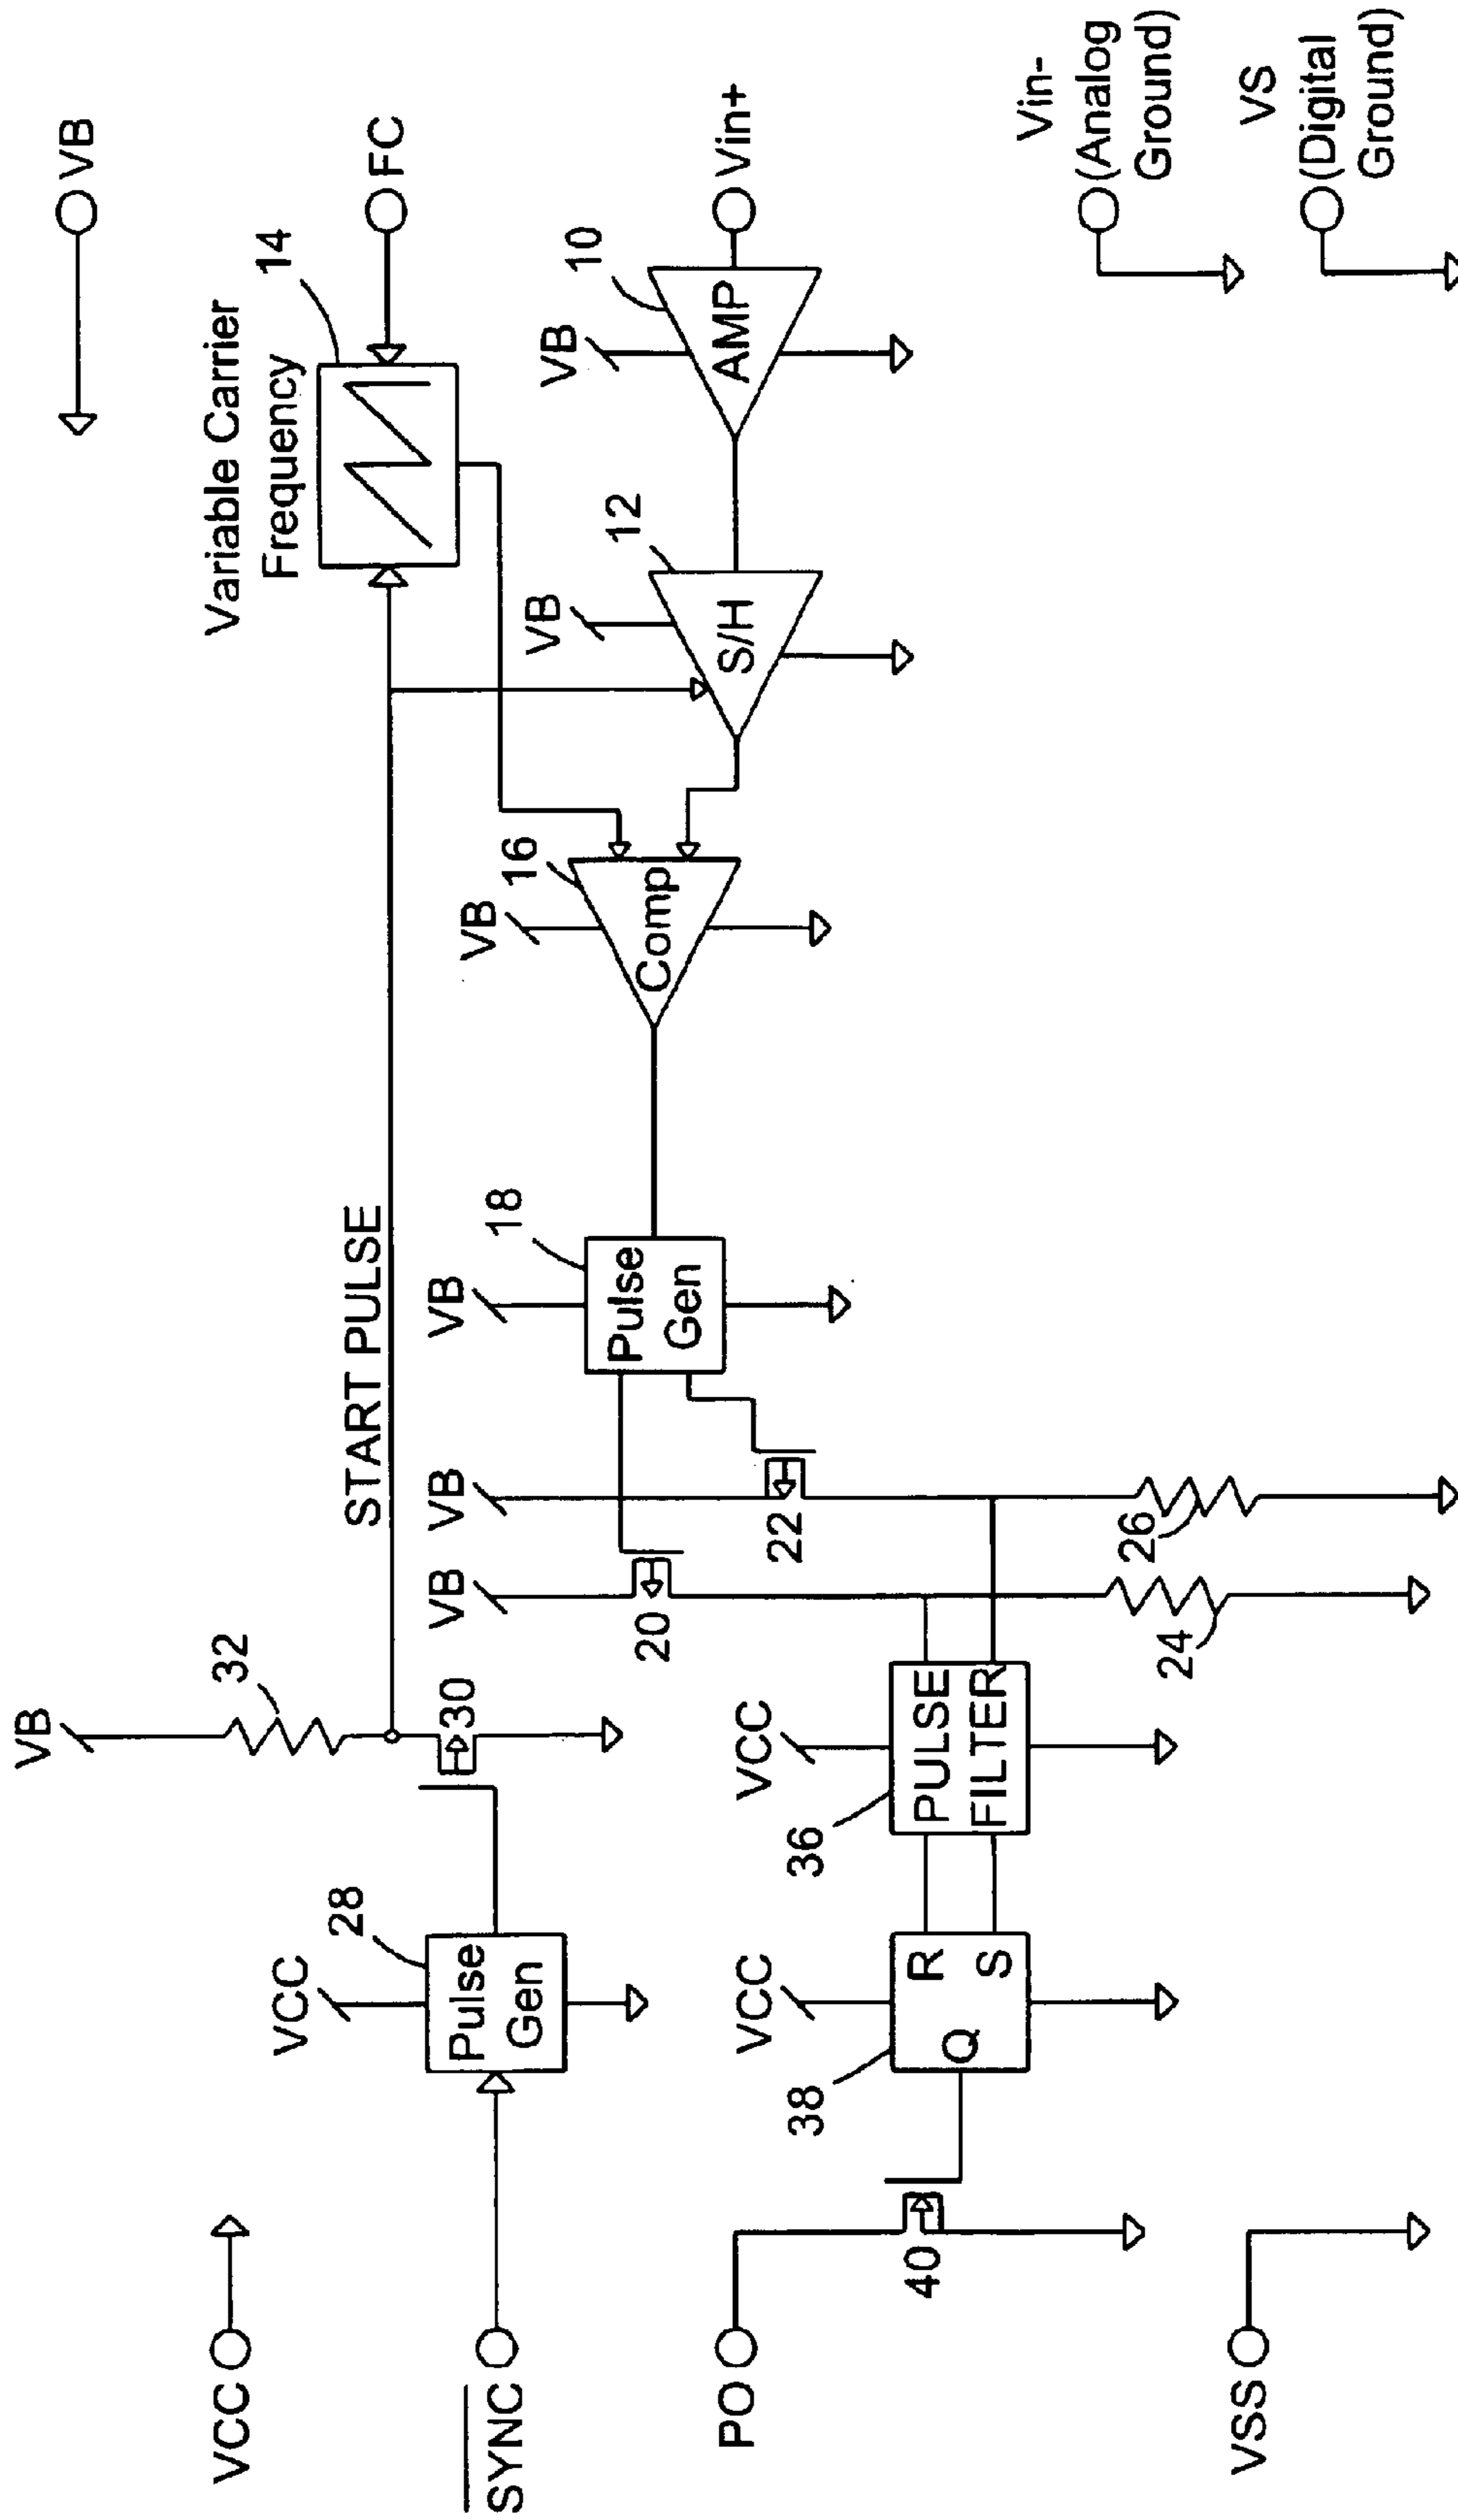 VB
VCC
START PULSE
Variable Carrier
Frequency
14
VB
FC
32
VCC
28
SYNC
Pulse
Gen
30
VB
VB
VB
18
Pulse
Gen
VB
16
Comp
VB
12
S/H
VB
10
AMP
Vin+
20
22
PO
VCC
38
Q
R
S
VCC
36
PULSE
FILTER
40
24
26
Vin-
(Analog
Ground)
VS
(Digital
Ground)
VSS